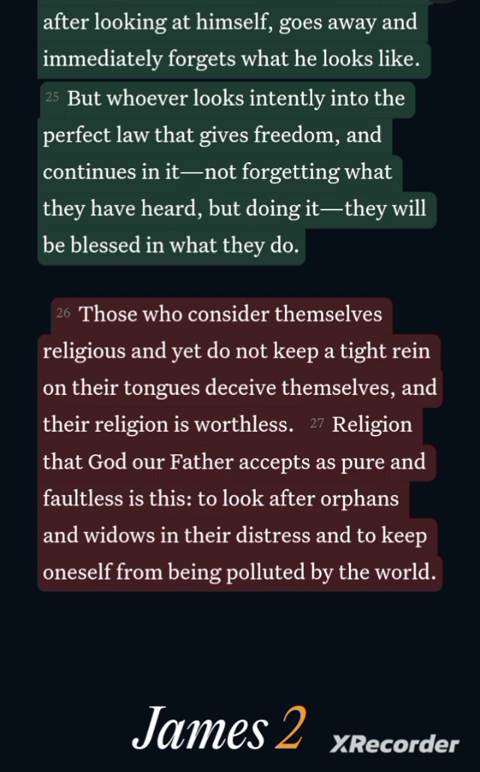 after looking at himself, goes away and
immediately forgets what he looks like.
25 But whoever looks intently into the
perfect law that gives freedom, and
continues in it—not forgetting what
they have heard, but doing it—they will
be blessed in what they do.
26 Those who consider themselves
religious and yet do not keep a tight rein
on their tongues deceive themselves, and
their religion is worthless. 27 Religion
that God our Father accepts as pure and
faultless is this: to look after orphans
and widows in their distress and to keep
oneself from being polluted by the world.
James 2
XRecorder